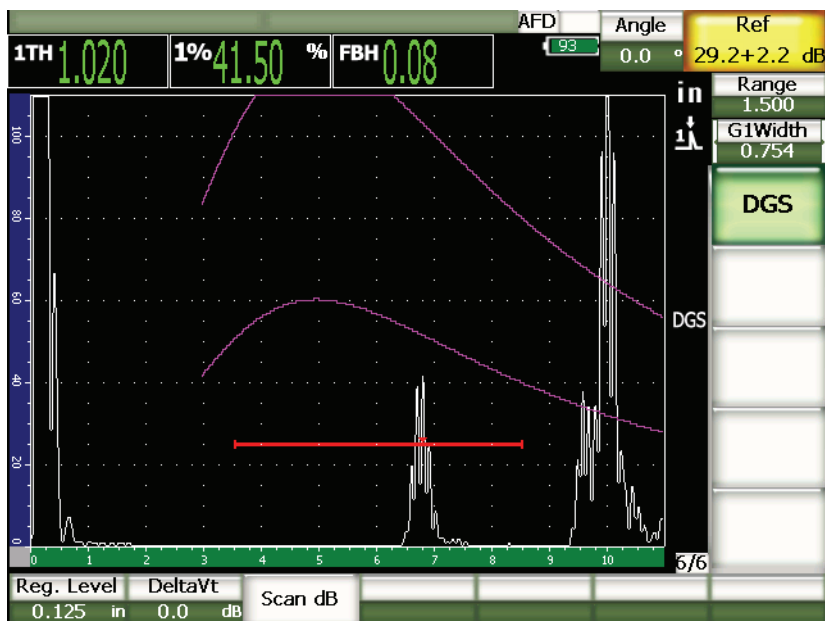 AFD
93
Angle
0.0 °
Ref
29.2+2.2 dB
1TH 1.020
1% 41.50 %
FBH 0.08
in
Range
1.500
1
G1Width
0.754
DGS
DGS
100
80
60
40
20
0
0 1 2 3 4 5 6 7 8 9 10
6/6
Reg. Level
0.125 in
DeltaVt
0.0 dB
Scan dB